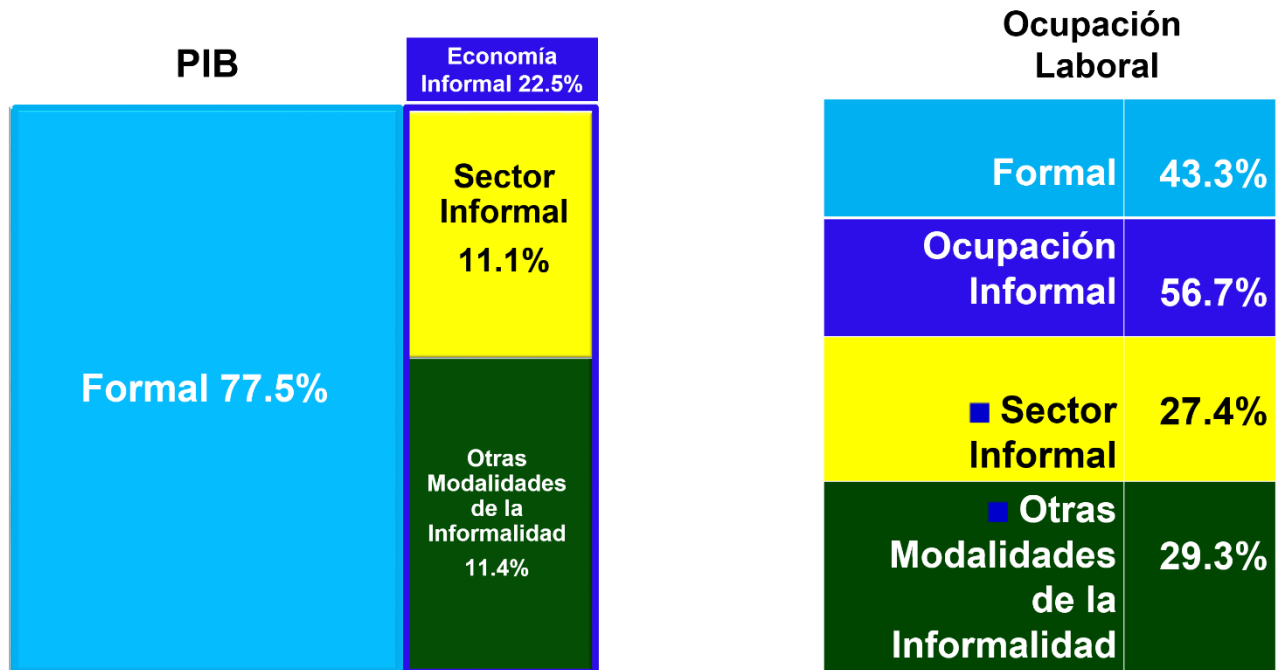 PIB
Economía
Informal 22.5%
Formal 77.5%
Sector
Informal
11.1%
Otras
Modalidades
de la
Informalidad
11.4%
Ocupación
Laboral
Formal 43.3%
Ocupación
Informal 56.7%
Sector 27.4%
Informal
Otras
Modalidades 29.3%
de la
Informalidad